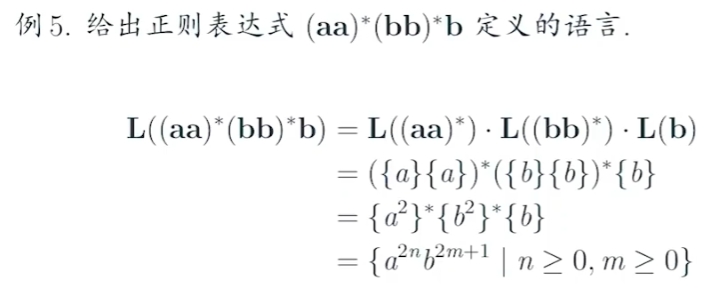 例5. 给出正则表达式 (aa)*(bb)*b 定义的语言.
L((aa)*(bb)*b) = L((aa)*) · L((bb)*) · L(b)
= ({a}{a})*({b}{b})*{b}
= {a²}*{b²}*{b}
= {a²ⁿb²ᵐ⁺¹ | n ≥ 0, m ≥ 0}